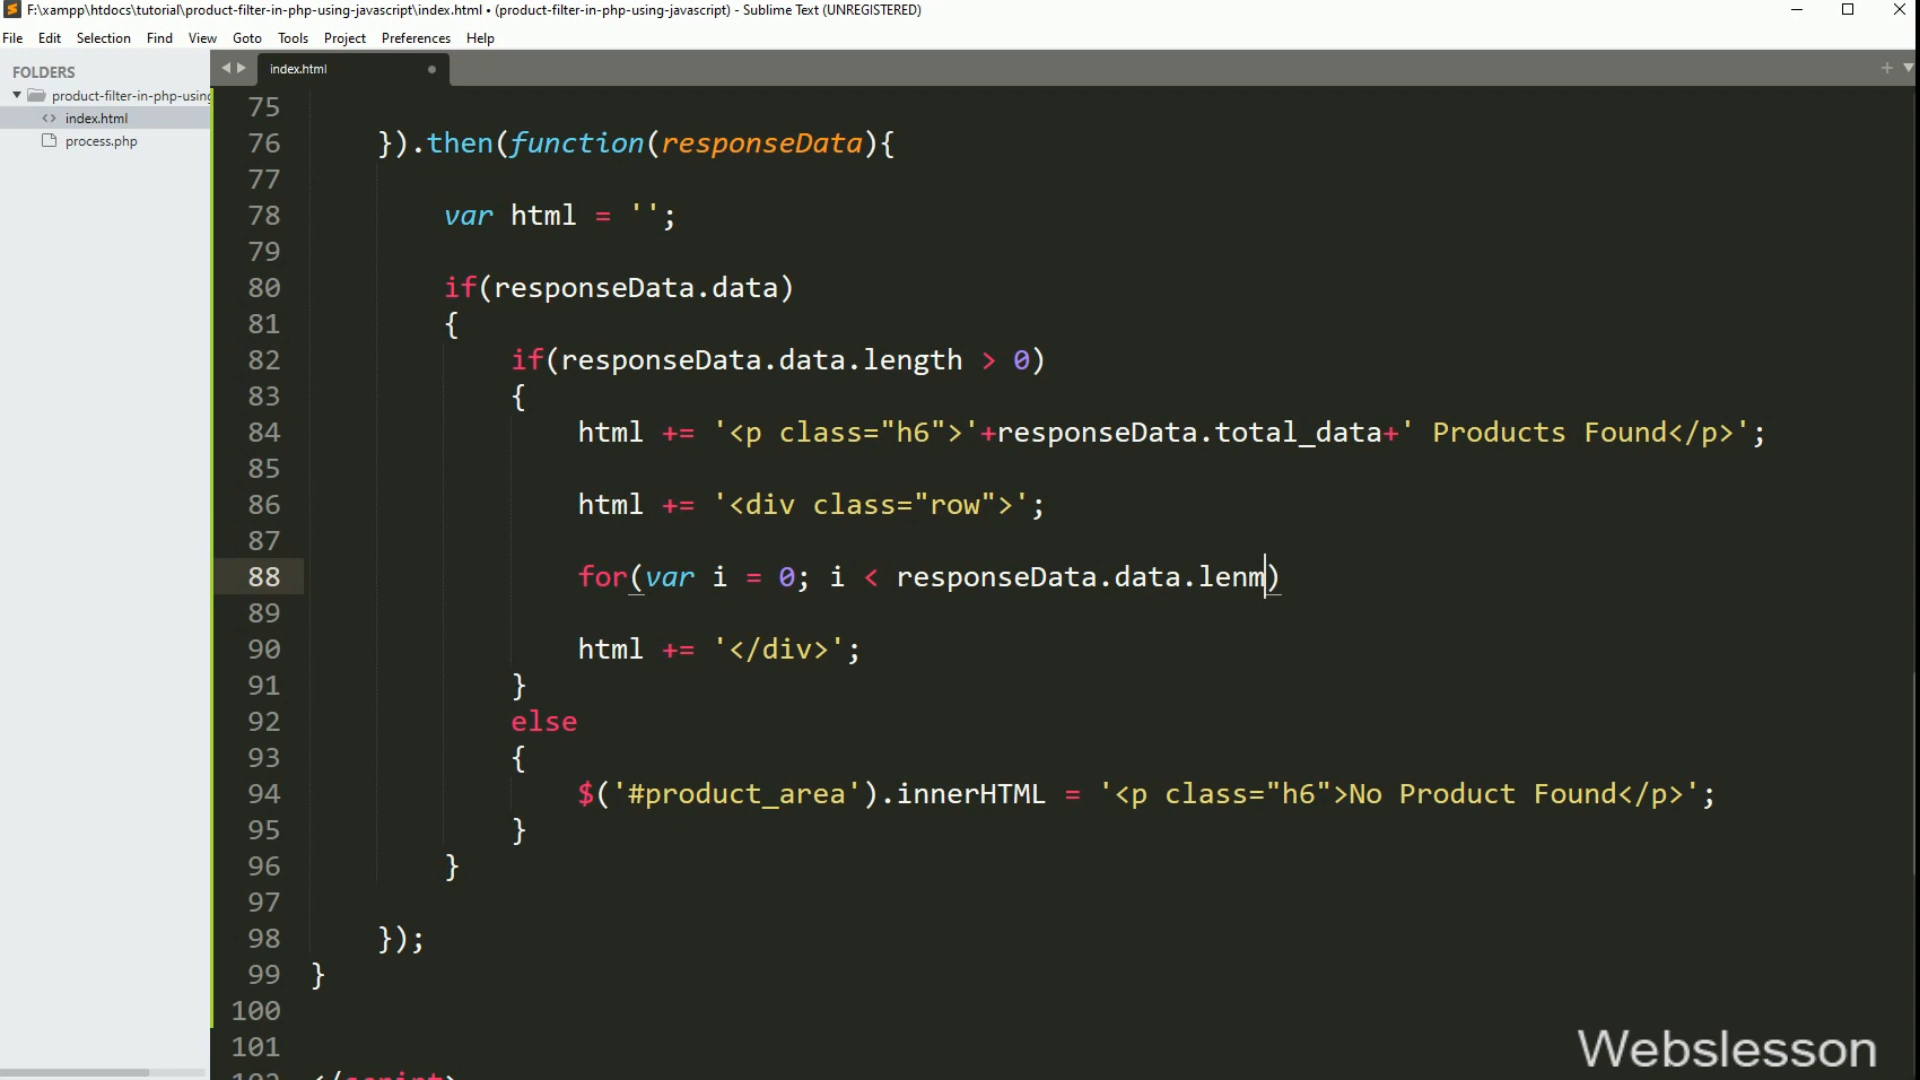 F:\xampp\htdocs\tutorial\product-filter-in-php-using-javascript\index.html • (product-filter-in-php-using-javascript) - Sublime Text (UNREGISTERED)
File Edit Selection Find View Goto Tools Project Preferences Help
FOLDERS
product-filter-in-php-using
index.html
process.php
index.html
75
76 }).then(function(responseData){
77
78 var html = '';
79
80 if(responseData.data)
81 {
82 if(responseData.data.length > 0)
83 {
84 html += '<p class="h6">'+responseData.total_data+' Products Found</p>';
85
86 html += '<div class="row">';
87
88 for(var i = 0; i < responseData.data.lenm)
89
90 html += '</div>';
91 }
92 else
93 {
94 $('#product_area').innerHTML = '<p class="h6">No Product Found</p>';
95 }
96 }
97
98 });
99 }
100
101
102 </script>
Webslesson